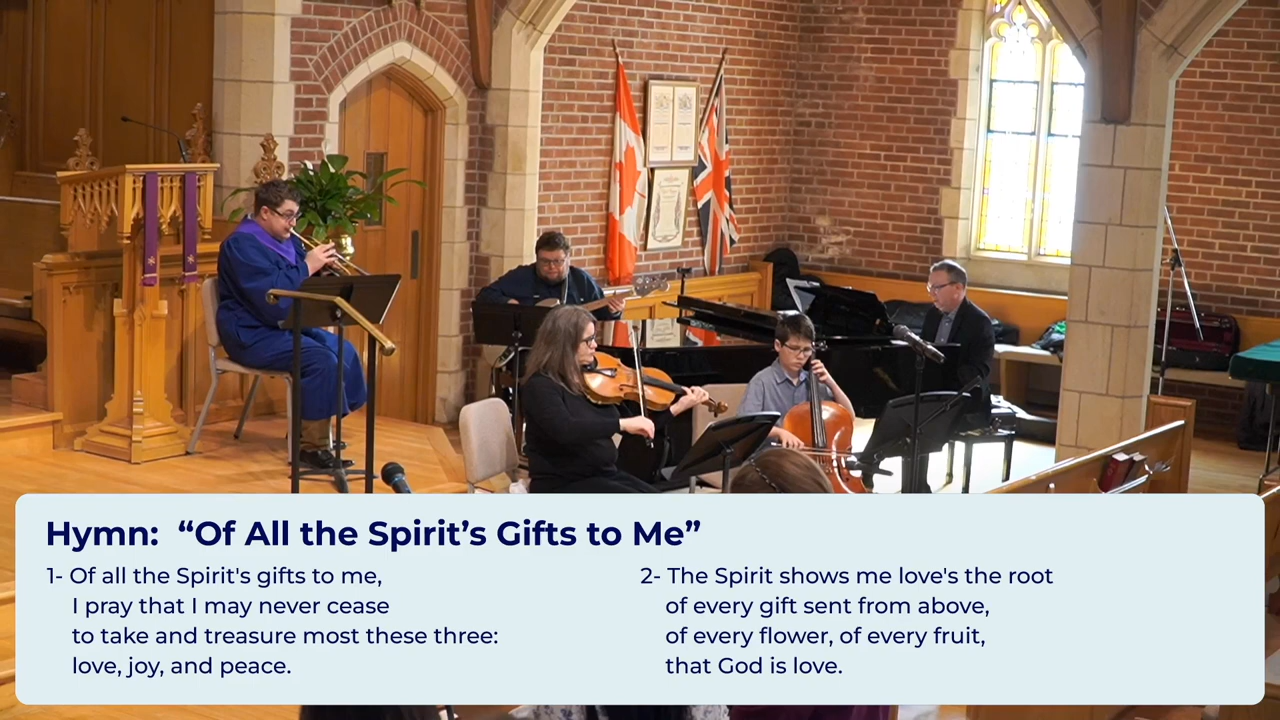 Hymn:  “Of All the Spirit’s Gifts to Me”
1- Of all the Spirit's gifts to me,
I pray that I may never cease
to take and treasure most these three:
love, joy, and peace.
2- The Spirit shows me love's the root
of every gift sent from above,
of every flower, of every fruit,
that God is love.